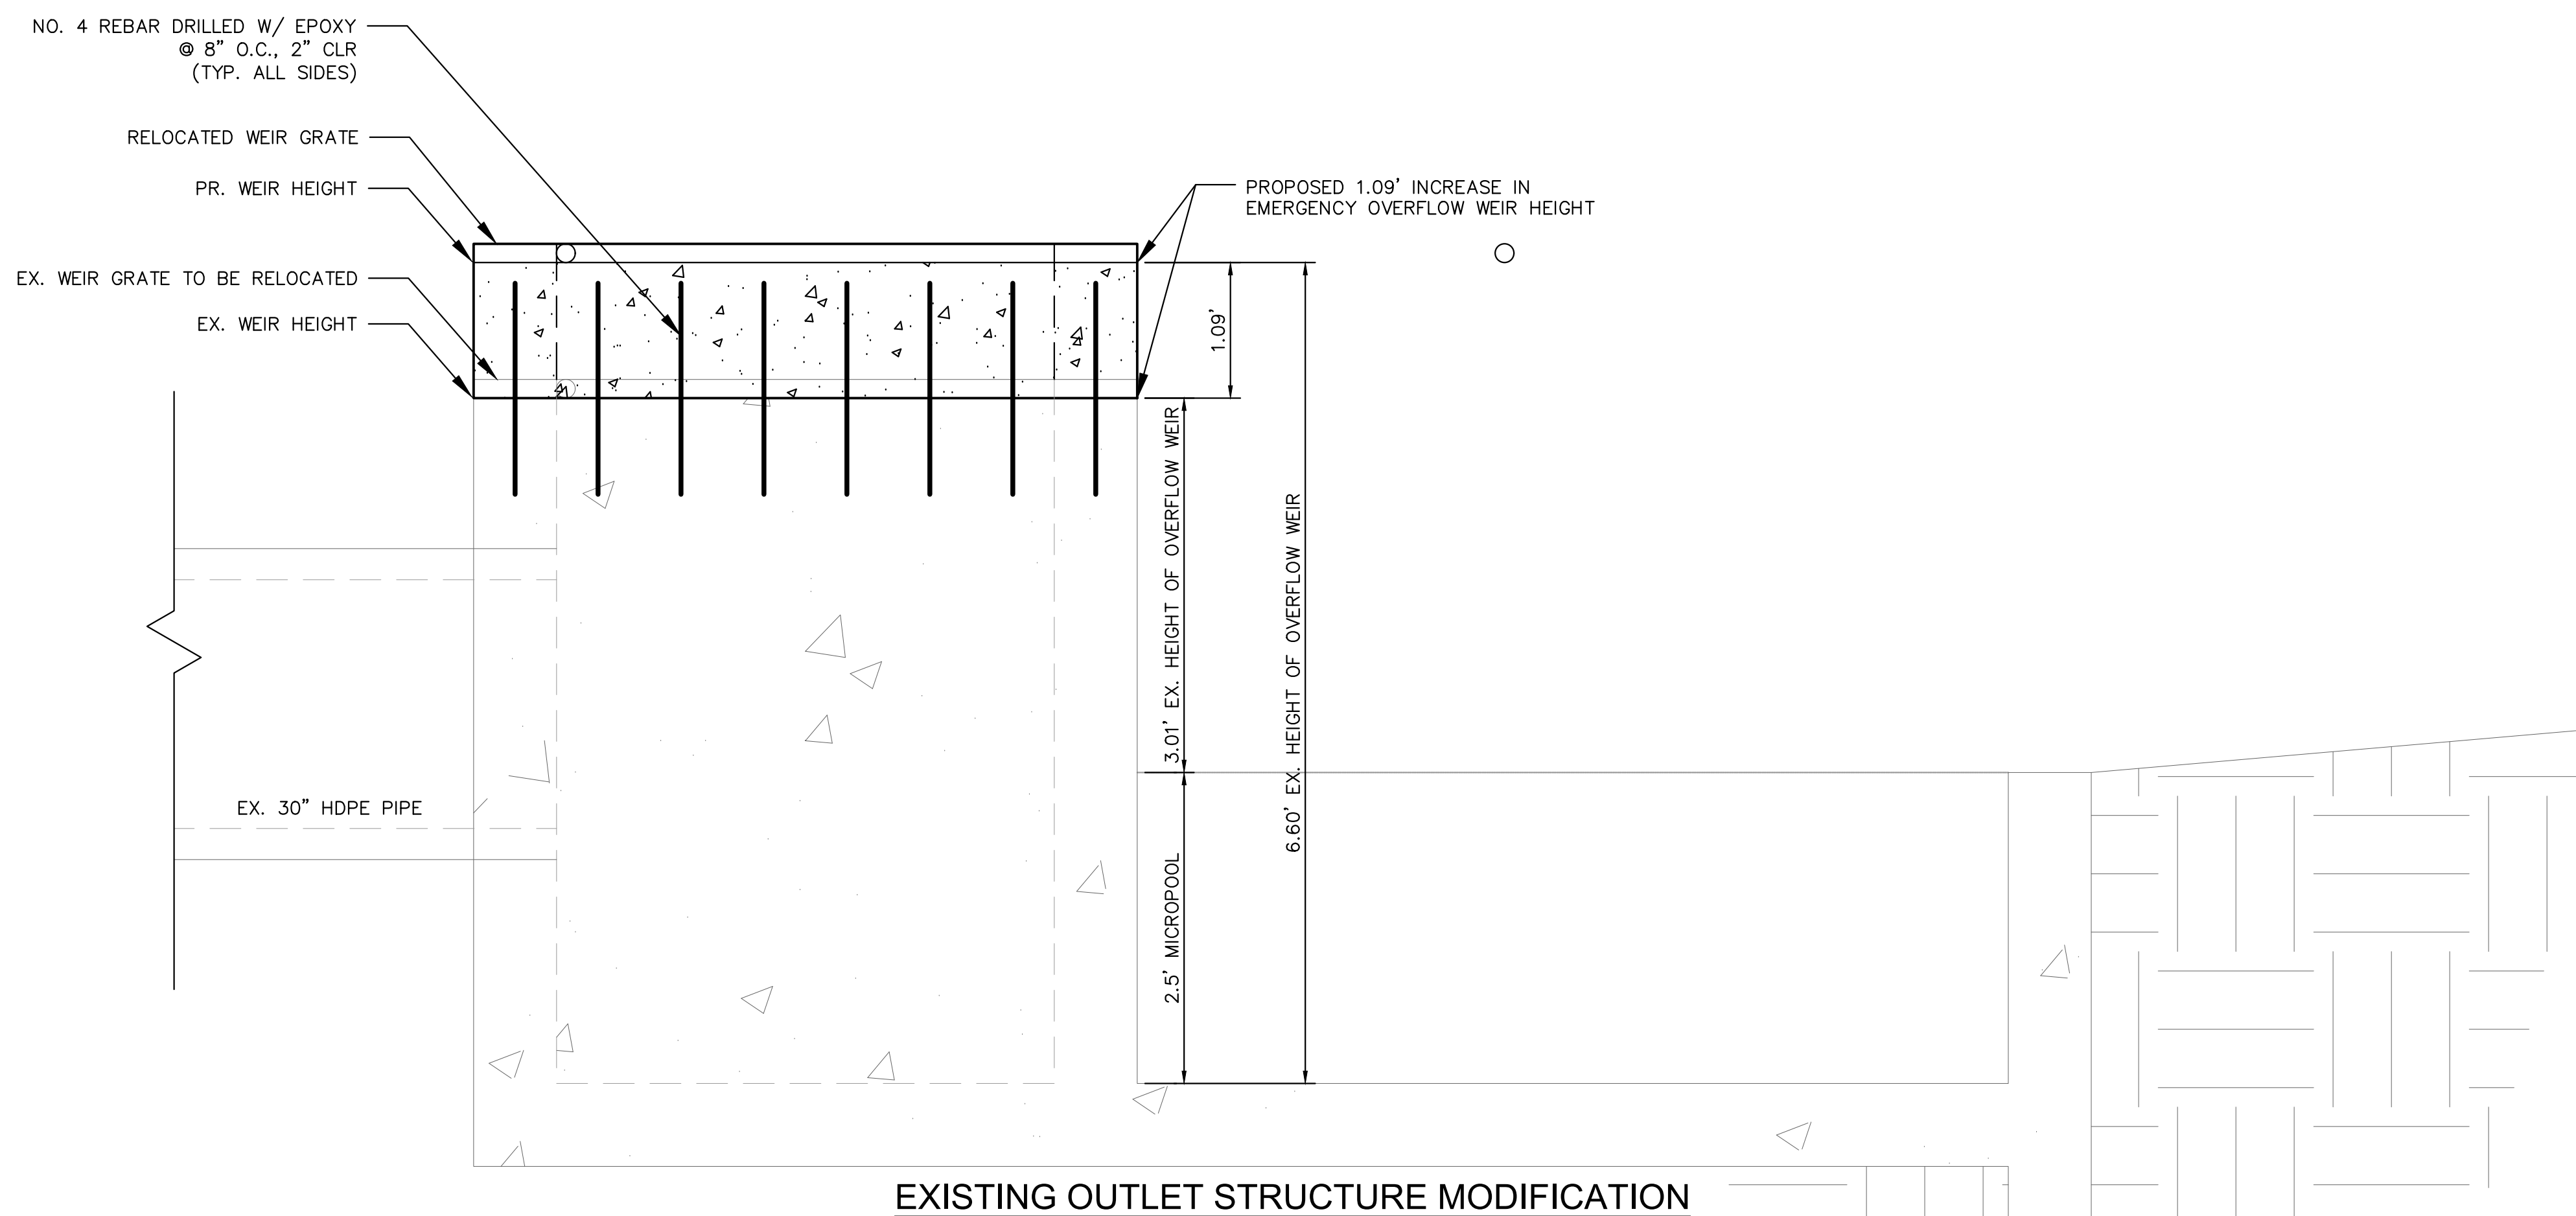 NO. 4 REBAR DRILLED W/ EPOXY
@ 8" O.C., 2" CLR
(TYP. ALL SIDES)
RELOCATED WEIR GRATE
PR. WEIR HEIGHT
PROPOSED 1.09' INCREASE IN
EMERGENCY OVERFLOW WEIR HEIGHT
EX. WEIR GRATE TO BE RELOCATED
EX. WEIR HEIGHT
1.09'
3.01' EX. HEIGHT OF OVERFLOW WEIR
6.60' EX. HEIGHT OF OVERFLOW WEIR
EX. 30" HDPE PIPE
2.5' MICROPOOL
EXISTING OUTLET STRUCTURE MODIFICATION